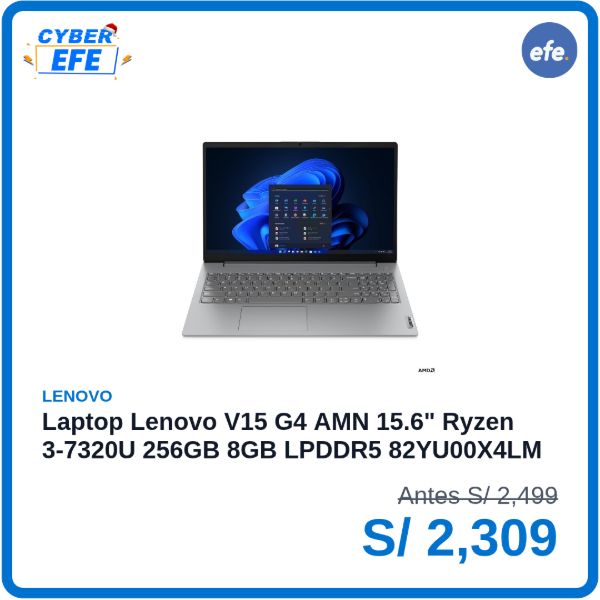 CYBER
EFE
efe.
AMD
LENOVO
Laptop Lenovo V15 G4 AMN 15.6" Ryzen
3-7320U 256GB 8GB LPDDR5 82YU00X4LM
Antes S/ 2,499
S/ 2,309